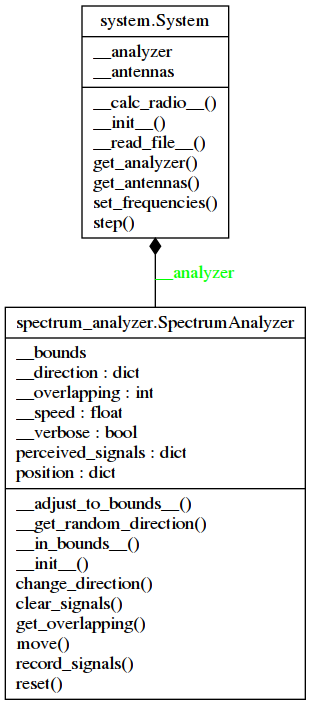 system.System
__analyzer
__antennas
__calc_radio__()
__init__()
__read_file__()
get_analyzer()
get_antennas()
set_frequencies()
step()
__analyzer
spectrum_analyzer.SpectrumAnalyzer
__bounds
__direction : dict
__overlapping : int
__speed : float
__verbose : bool
perceived_signals : dict
position : dict
__adjust_to_bounds__()
__get_random_direction()
__in_bounds__()
__init__()
change_direction()
clear_signals()
get_overlapping()
move()
record_signals()
reset()